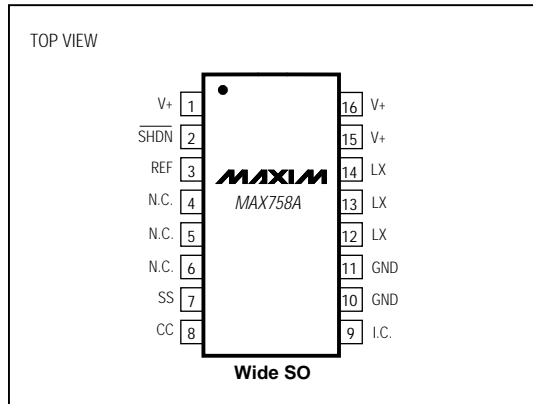 TOP VIEW
V+ 1
SHDN 2
REF 3
N.C. 4
N.C. 5
N.C. 6
SS 7
CC 8
MAXIM
MAX758A
16 V+
15 V+
14 LX
13 LX
12 LX
11 GND
10 GND
9 I.C.
Wide SO